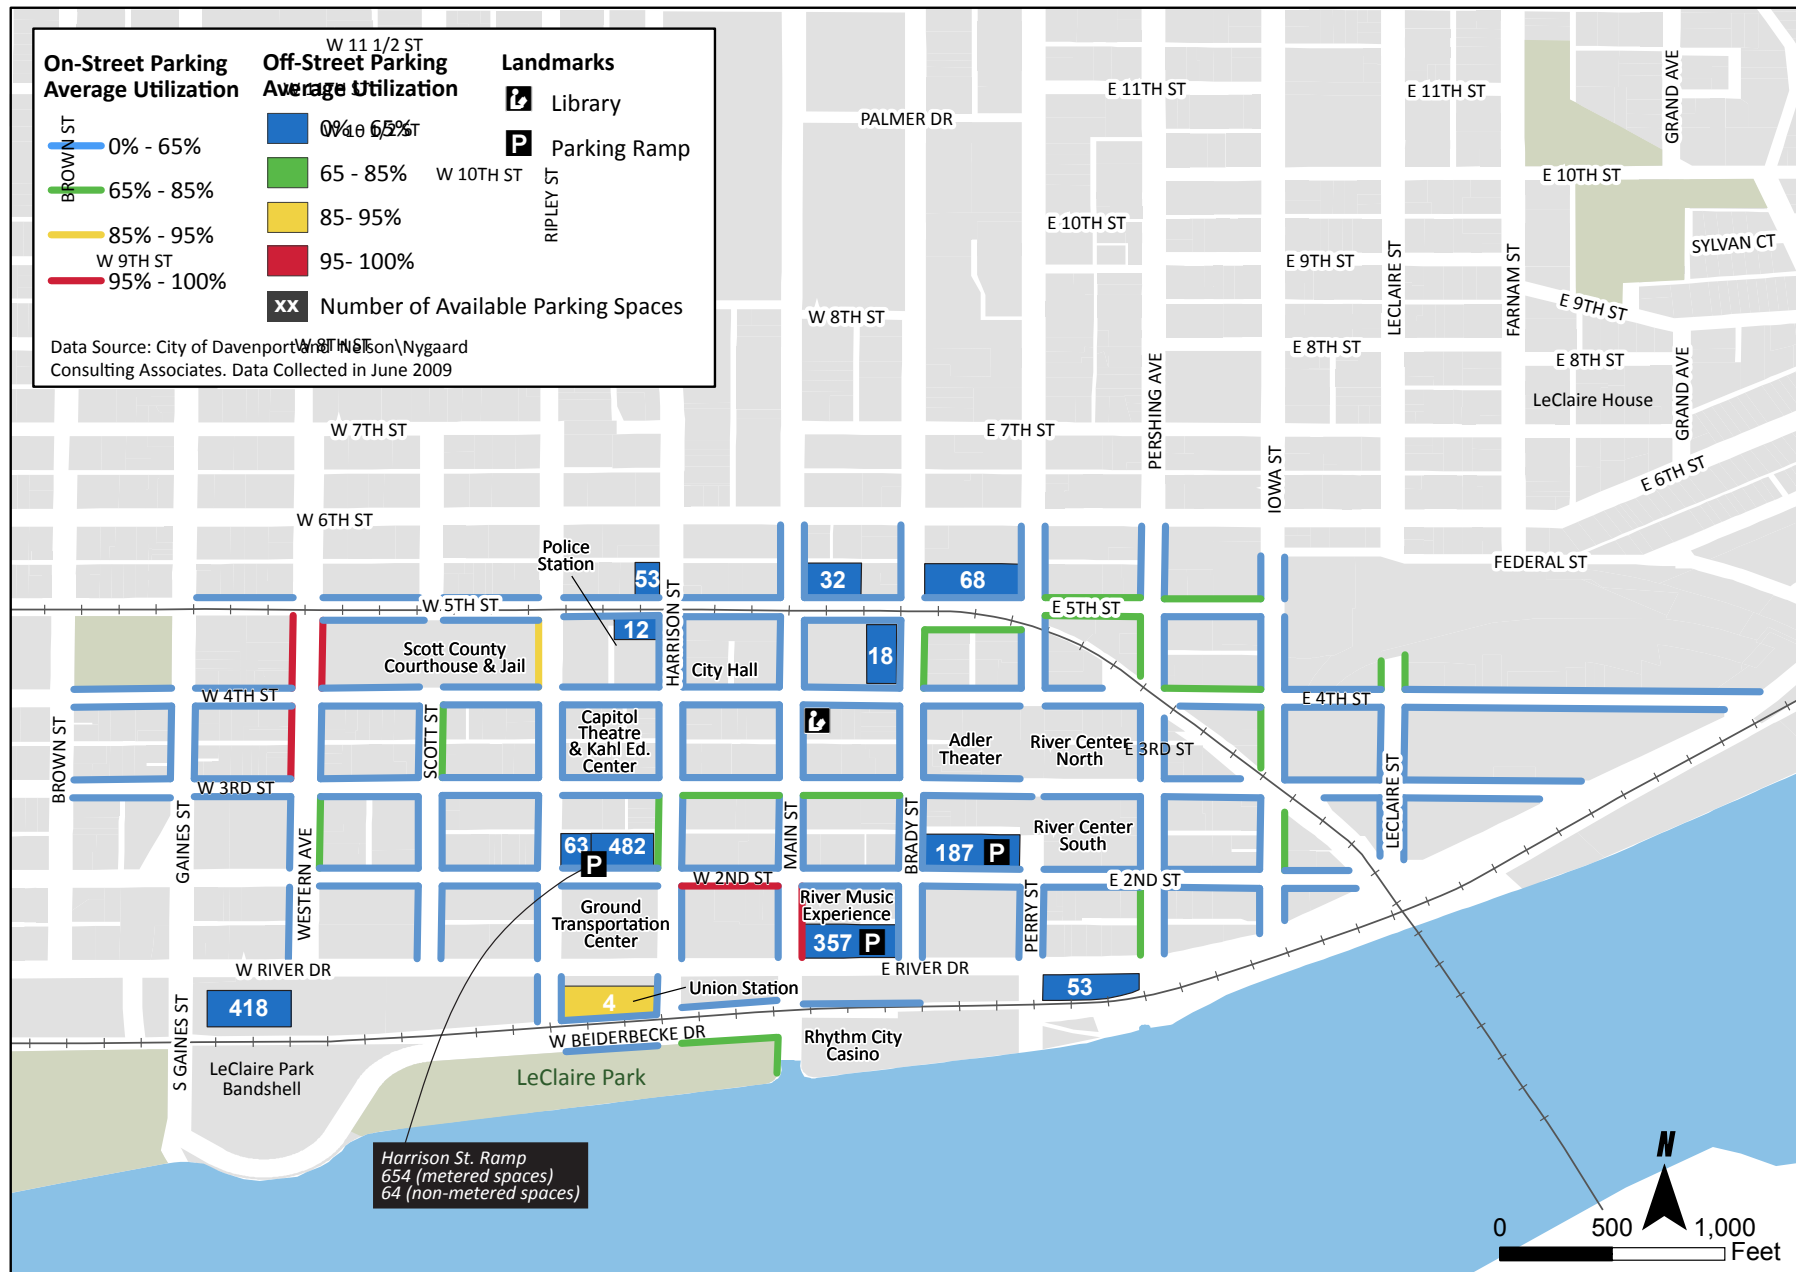 On-Street Parking
Average Utilization
0% - 65%
65% - 85%
85% - 95%
95% - 100%
Off-Street Parking
Average Utilization
0% - 65%
65 - 85%
85- 95%
95- 100%
xx Number of Available Parking Spaces
Landmarks
Library
P Parking Ramp
Data Source: City of Davenport and Nelson\Nygaard
Consulting Associates. Data Collected in June 2009
W 11 1/2 ST
W 11TH ST
W 10 1/2 ST
W 10TH ST
BROWN ST
RIPLEY ST
W 9TH ST
W 8TH ST
PALMER DR
E 11TH ST
E 11TH ST
GRAND AVE
E 10TH ST
E 10TH ST
SYLVAN CT
E 9TH ST
LECLAIRE ST
FARNAM ST
E 9TH ST
W 8TH ST
E 8TH ST
E 8TH ST
GRAND AVE
PERSHING AVE
LeClaire House
W 7TH ST
E 7TH ST
IOWA ST
E 6TH ST
W 6TH ST
FEDERAL ST
Police
Station
53
32
68
W 5TH ST
HARRISON ST
E 5TH ST
12
18
Scott County
Courthouse & Jail
City Hall
W 4TH ST
E 4TH ST
BROWN ST
SCOTT ST
Capitol
Theatre
& Kahl Ed.
Center
Adler
Theater
River Center
North
E 3RD ST
W 3RD ST
GAINES ST
WESTERN AVE
MAIN ST
BRADY ST
LECLAIRE ST
63
482
P
187 P
River Center
South
W 2ND ST
E 2ND ST
Ground
Transportation
Center
River Music
Experience
357 P
PERRY ST
W RIVER DR
E RIVER DR
418
S GAINES ST
4
Union Station
53
W BEIDERBECKE DR
Rhythm City
Casino
LeClaire Park
Bandshell
LeClaire Park
Harrison St. Ramp
654 (metered spaces)
64 (non-metered spaces)
N
0 500 1,000
Feet